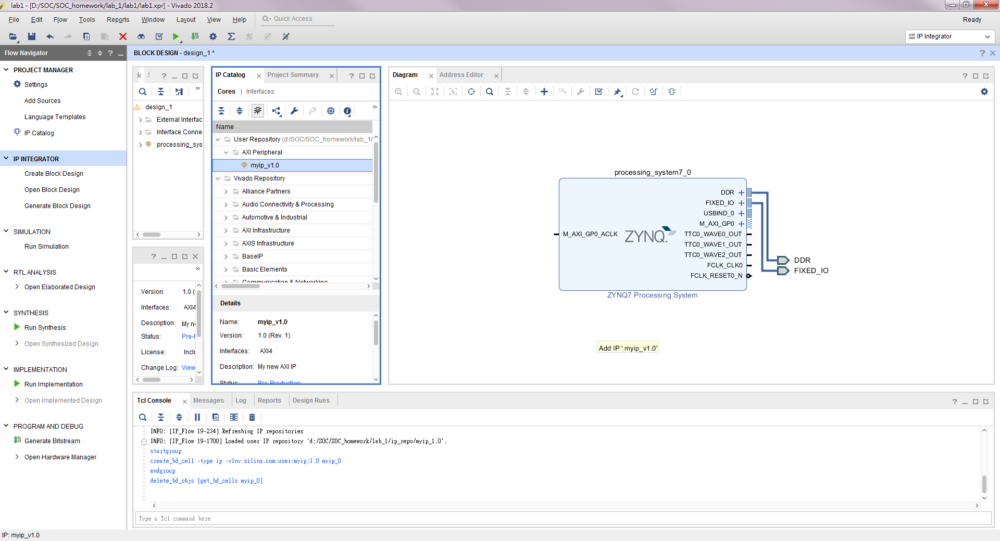 lab1 - [D:/SOC/SOC_homework/lab_1/lab1/lab1.xpr] - Vivado 2018.2
File Edit Flow Tools Reports Window Layout View Help Quick Access Ready
IP Integrator
Flow Navigator
PROJECT MANAGER
Settings
Add Sources
Language Templates
IP Catalog
IP INTEGRATOR
Create Block Design
Open Block Design
Generate Block Design
SIMULATION
Run Simulation
RTL ANALYSIS
Open Elaborated Design
SYNTHESIS
Run Synthesis
Open Synthesized Design
IMPLEMENTATION
Run Implementation
Open Implemented Design
PROGRAM AND DEBUG
Generate Bitstream
Open Hardware Manager
BLOCK DESIGN - design_1 *
design_1
External Interfac
Interface Conne
processing_sys
Version: 1.0 (
Interfaces: AXI4
Description: My n
Status: Pre-
License: Inclu
Change Log: View
IP Catalog Project Summary
Cores | Interfaces
Name
User Repository (d:/SOC/SOC_homework/lab_1/
AXI Peripheral
myip_v1.0
Vivado Repository
Alliance Partners
Audio Connectivity & Processing
Automotive & Industrial
AXI Infrastructure
AXIS Infrastructure
BaseIP
Basic Elements
Communication & Networking
Details
Name: myip_v1.0
Version: 1.0 (Rev. 1)
Interfaces: AXI4
Description: My new AXI IP
Status: Pre-Production
Diagram Address Editor
processing_system7_0
DDR
FIXED_IO
USBIND_0
M_AXI_GP0
M_AXI_GP0_ACLK ZYNQ TTC0_WAVE0_OUT
TTC0_WAVE1_OUT
TTC0_WAVE2_OUT
FCLK_CLK0
FCLK_RESET0_N
DDR
FIXED_IO
ZYNQ7 Processing System
Add IP ' myip_v1.0'
Tcl Console Messages Log Reports Design Runs
INFO: [IP_Flow 19-234] Refreshing IP repositories
INFO: [IP_Flow 19-1700] Loaded user IP repository 'd:/SOC/SOC_homework/lab_1/ip_repo/myip_1.0'.
startgroup
create_bd_cell -type ip -vlnv xilinx.com:user:myip:1.0 myip_0
endgroup
delete_bd_objs [get_bd_cells myip_0]
Type a Tcl command here
IP: myip_v1.0